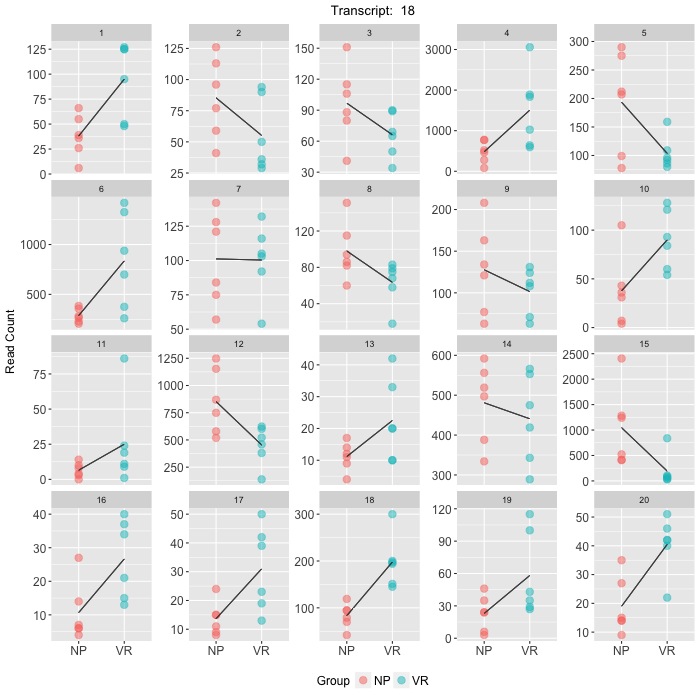 Transcript: 18
1 2 3 4 5
125 125 150 3000 300
100 100 120 250
75 75 90 2000 200
50 50 60 1000 150
25 100
0 25 30 0
6 7 8 9 10
200
125 120 100
1000 100 150
80 50
500 75 100
40
50 0
11 12 13 14 15
1250 600 2500
75 1000 40 2000
50 750 30 500 1500
500 20 400 1000
25 250 10 500
0 300 0
16 17 18 19 20
40 50 300 120 50
30 40 90 40
20 30 200 60 30
20 100 30 20
10 10 0 10
NP VR NP VR NP VR NP VR NP VR
Read Count
Group NP VR